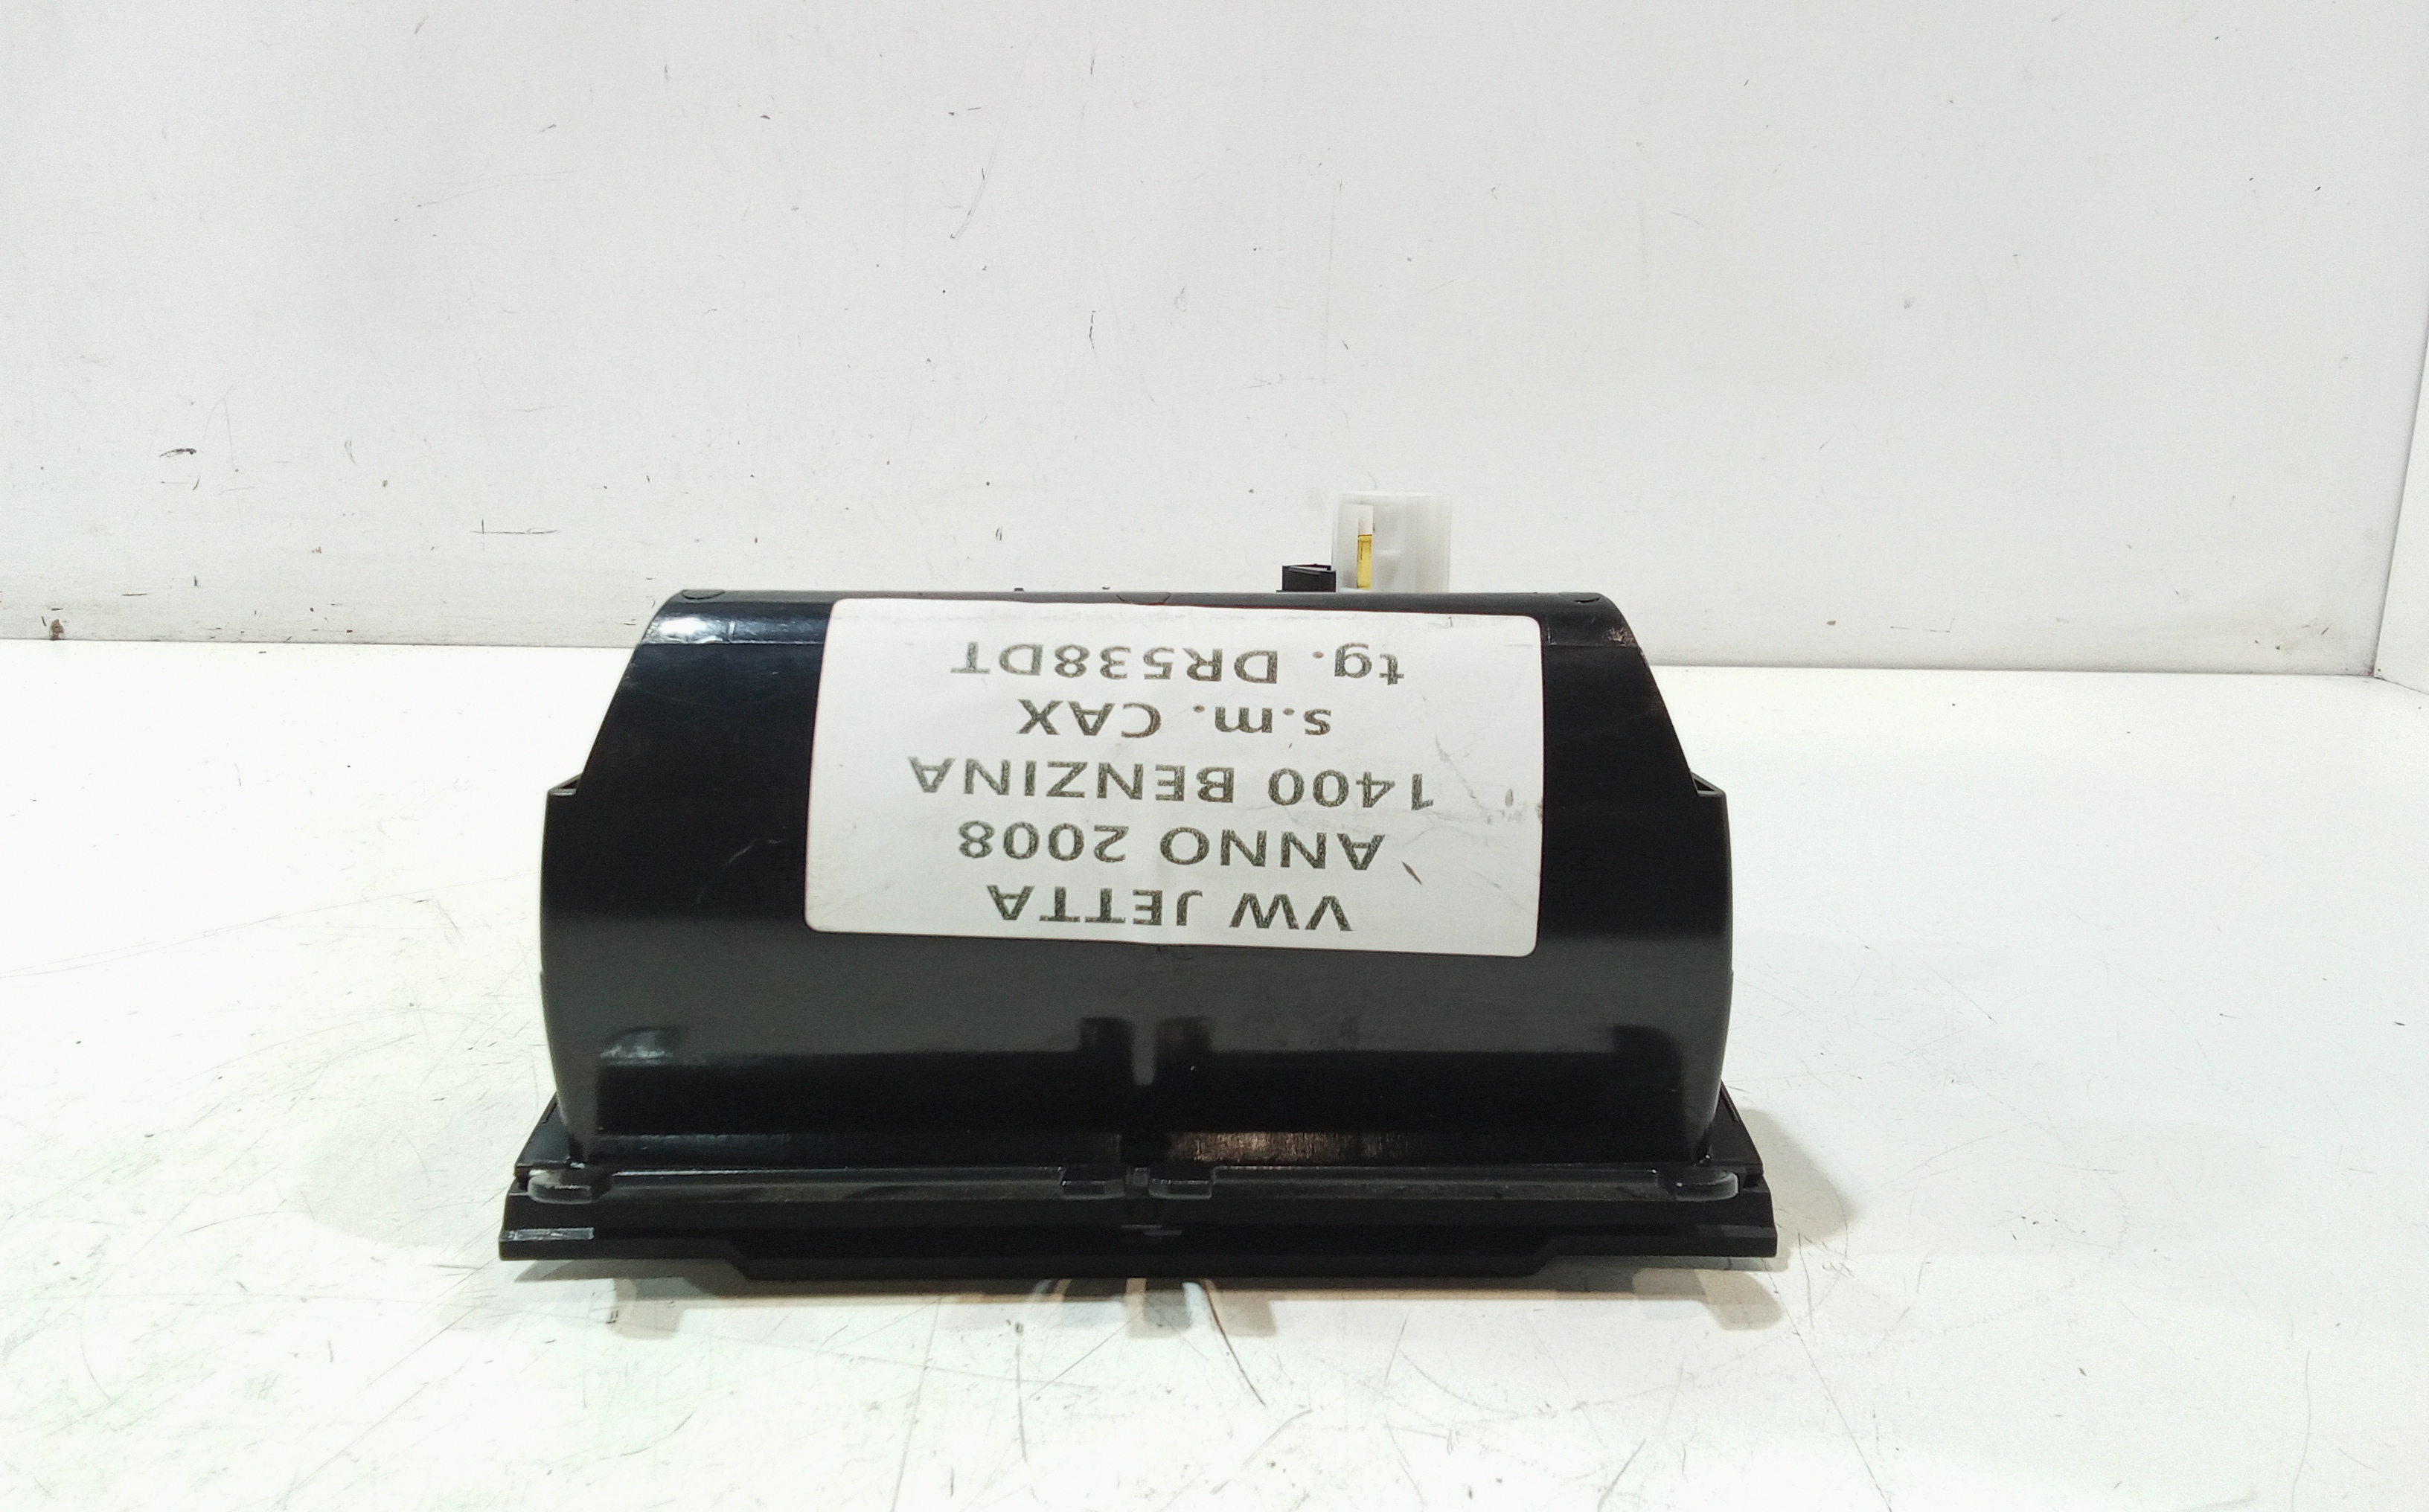 VW JETTA
ANNO 2008
1400 BENZINA
s.m. CAX
tg. DR538DT